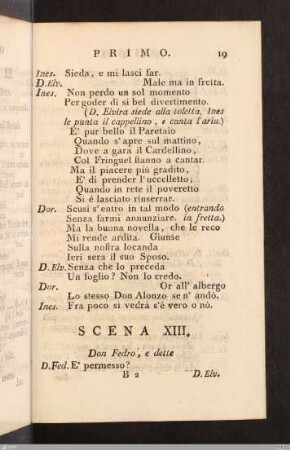 PRIMO. 19
Ines. Sieda, e mi lasci far.
D.Elv. Male ma in fretta.
Ines. Non perdo un sol momento
Per goder di si bel divertimento.
(D. Elvira siede alla toletta, Ines
le punta il cappellino, e canta l'aria.)
E' pur bello il Paretaio
Quando s'apre sul mattino,
Dove a gara il Cardellino,
Col Fringuel stanno a cantar.
Ma il piacere più gradito,
E' di prender l'uccelletto;
Quando in rete il poveretto
Si è lasciato rinserrar.
Dor. Scusi s'entro in tal modo (entrando
Senza farmi annunziare. in fretta.)
Ma la buona novella, che le reco
Mi rende ardita. Giunse
Sulla nostra locanda
Ieri sera il suo Sposo.
D. Elv. Senza che lo preceda
Un foglio? Non lo credo.
Dor. Or all' albergo
Lo stesso Don Alonzo se n' andò.
Ines. Fra poco si vedrà s'è vero o nò.
SCENA XIII.
Don Fedro, e dette
D.Fed. E' permesso?
B 2 D. Elv.